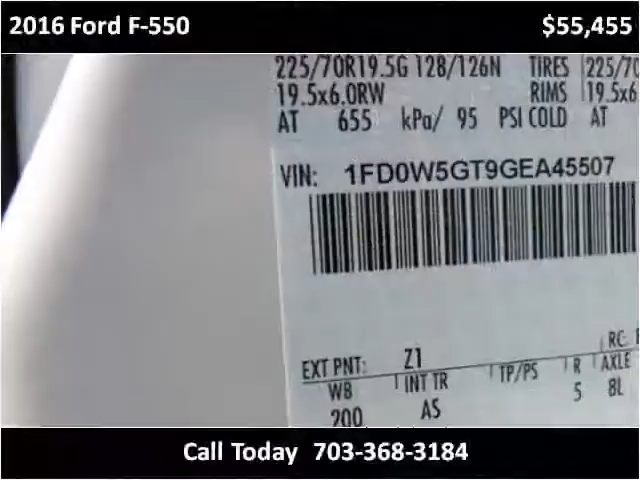 2016 Ford F-550 $55,455
225/70R19.5G 128/126N TIRES 225/70
19.5x6.0RW RIMS 19.5x6
AT 655 kPa/ 95 PSI COLD AT
VIN: 1FD0W5GT9GEA45507
RC:
EXT PNT: Z1
WB INT TR TP/PS R AXLE
200 AS 5 8L
Call Today 703-368-3184